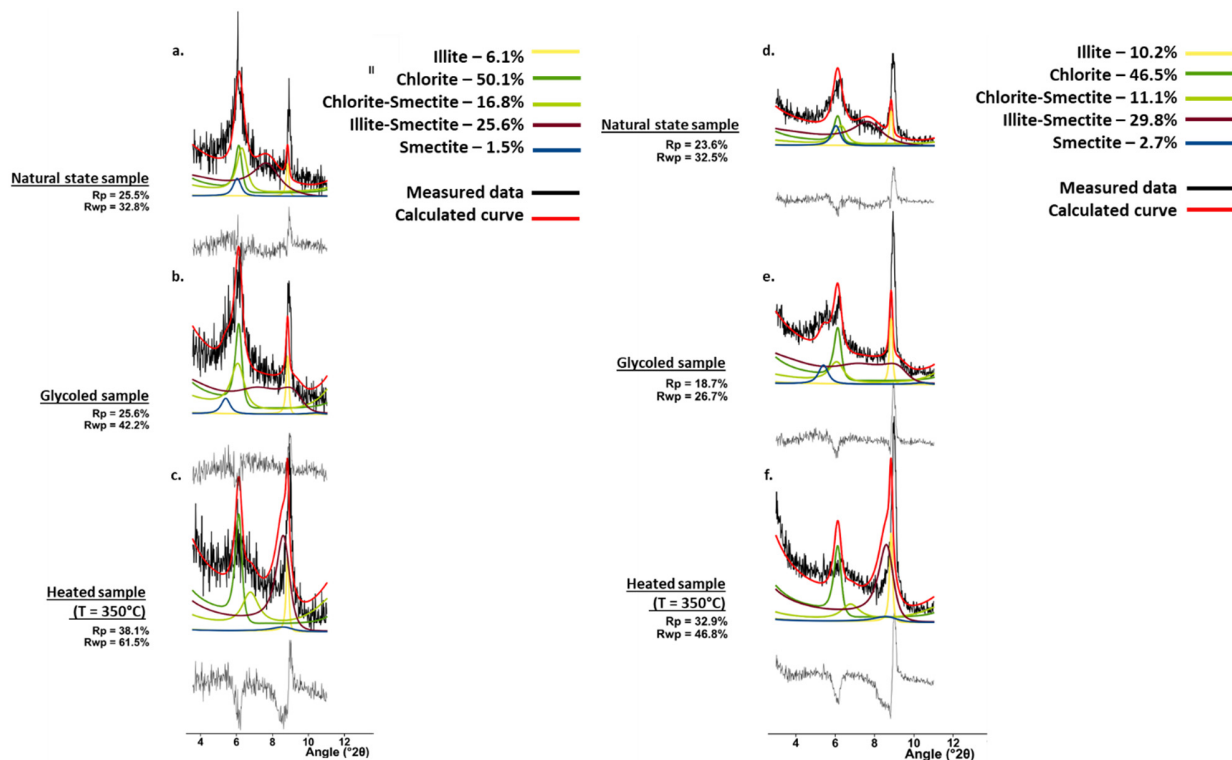 a.
II
Illite – 6.1%
Chlorite – 50.1%
Chlorite-Smectite – 16.8%
Illite-Smectite – 25.6%
Smectite – 1.5%
Measured data
Calculated curve
Natural state sample
Rp = 25.5%
Rwp = 32.8%
b.
Glycoled sample
Rp = 25.6%
Rwp = 42.2%
c.
Heated sample
(T = 350°C)
Rp = 38.1%
Rwp = 61.5%
4 6 8 10 12
Angle (°2θ)
d.
Illite – 10.2%
Chlorite – 46.5%
Chlorite-Smectite – 11.1%
Illite-Smectite – 29.8%
Smectite – 2.7%
Measured data
Calculated curve
Natural state sample
Rp = 23.6%
Rwp = 32.5%
e.
Glycoled sample
Rp = 18.7%
Rwp = 26.7%
f.
Heated sample
(T = 350°C)
Rp = 32.9%
Rwp = 46.8%
4 6 8 10 12
Angle (°2θ)